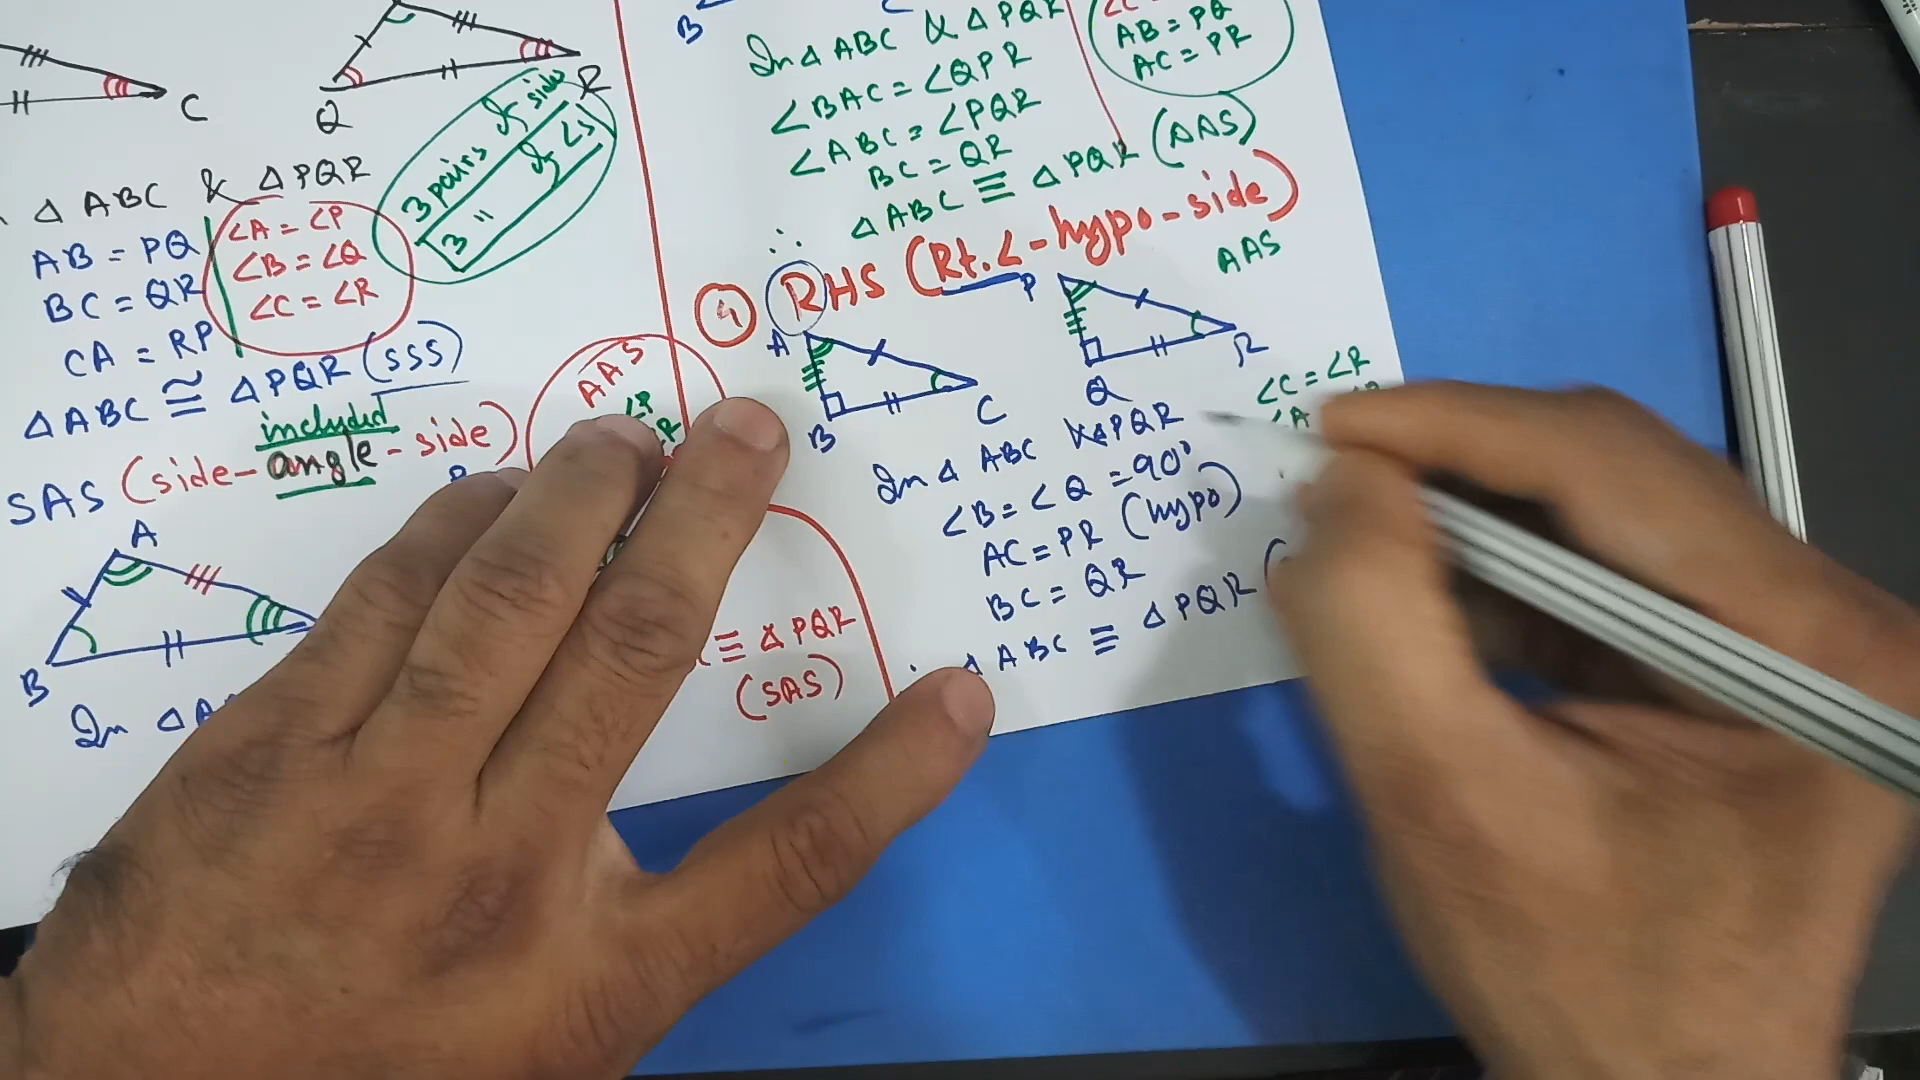 C
Q
R
3 pairs of sides
3 " of ∠s
△ ABC & △ PQR
AB = PQ
BC = QR
CA = RP
∠A = ∠P
∠B = ∠Q
∠C = ∠R
△ ABC ≅ △ PQR (SSS)
included
SAS (side-angle-side)
A
B
In △ A
AAS
∠P
R
≡ △ PQR
(SAS)
B
In △ ABC & △ PQR
∠BAC = ∠QPR
∠ABC = ∠PQR
BC = QR
∴ △ ABC ≡ △ PQR (AAS)
AB = PQ
AC = PR
4 RHS (Rt.∠-hypo-side)
AAS
A
B
C
P
Q
R
∠C = ∠R
∠A
In △ ABC & △ PQR
∠B = ∠Q = 90°
AC = PR (hypo)
BC = QR
△ ABC ≡ △ PQR (